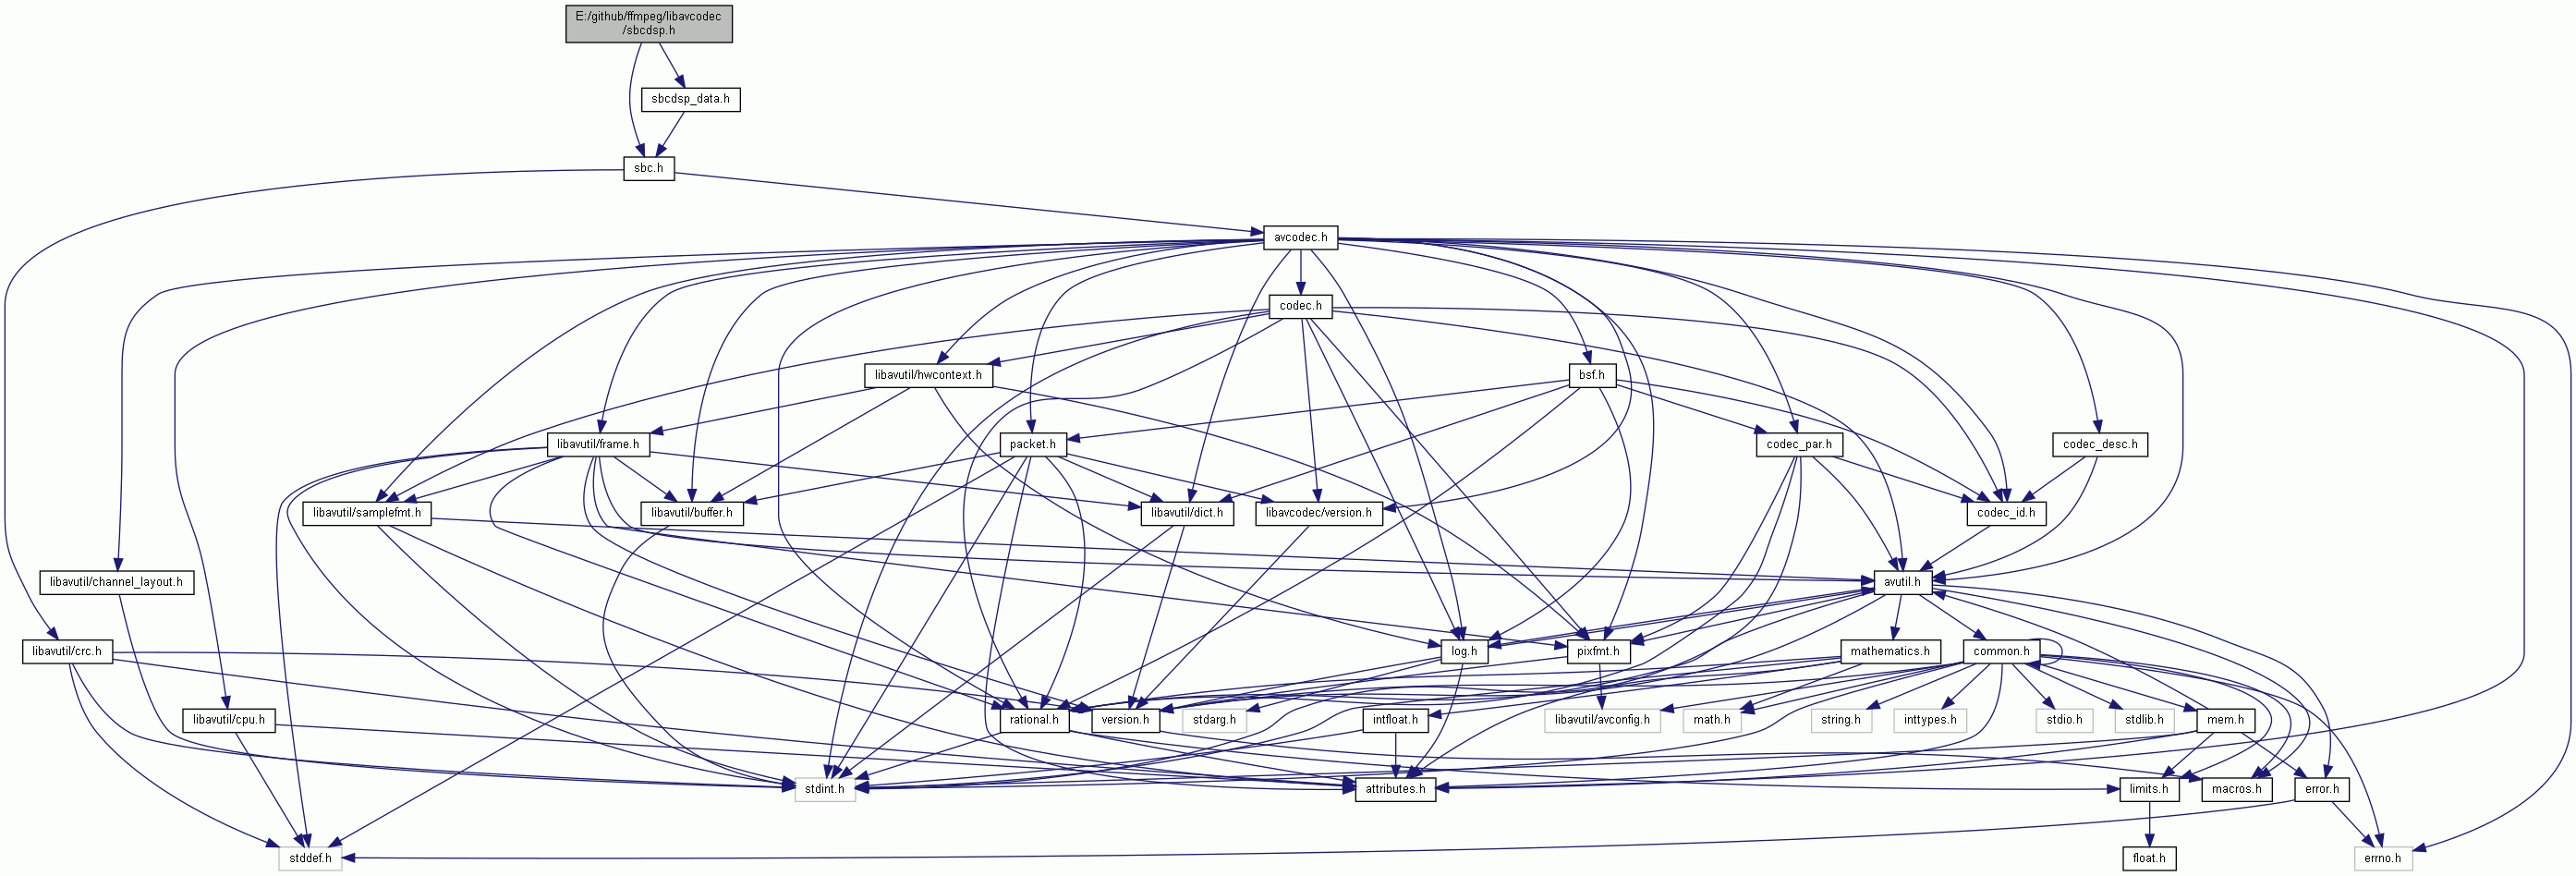 E:/github/ffmpeg/libavcodec
/sbcdsp.h
sbcdsp_data.h
sbc.h
avcodec.h
codec.h
libavutil/hwcontext.h
bsf.h
libavutil/frame.h
packet.h
codec_par.h
codec_desc.h
libavutil/samplefmt.h
libavutil/buffer.h
libavutil/dict.h
libavcodec/version.h
codec_id.h
libavutil/channel_layout.h
avutil.h
libavutil/crc.h
log.h
pixfmt.h
mathematics.h
common.h
libavutil/cpu.h
rational.h
version.h
stdarg.h
intfloat.h
libavutil/avconfig.h
math.h
string.h
inttypes.h
stdio.h
stdlib.h
mem.h
stdint.h
attributes.h
limits.h
macros.h
error.h
stddef.h
float.h
errno.h